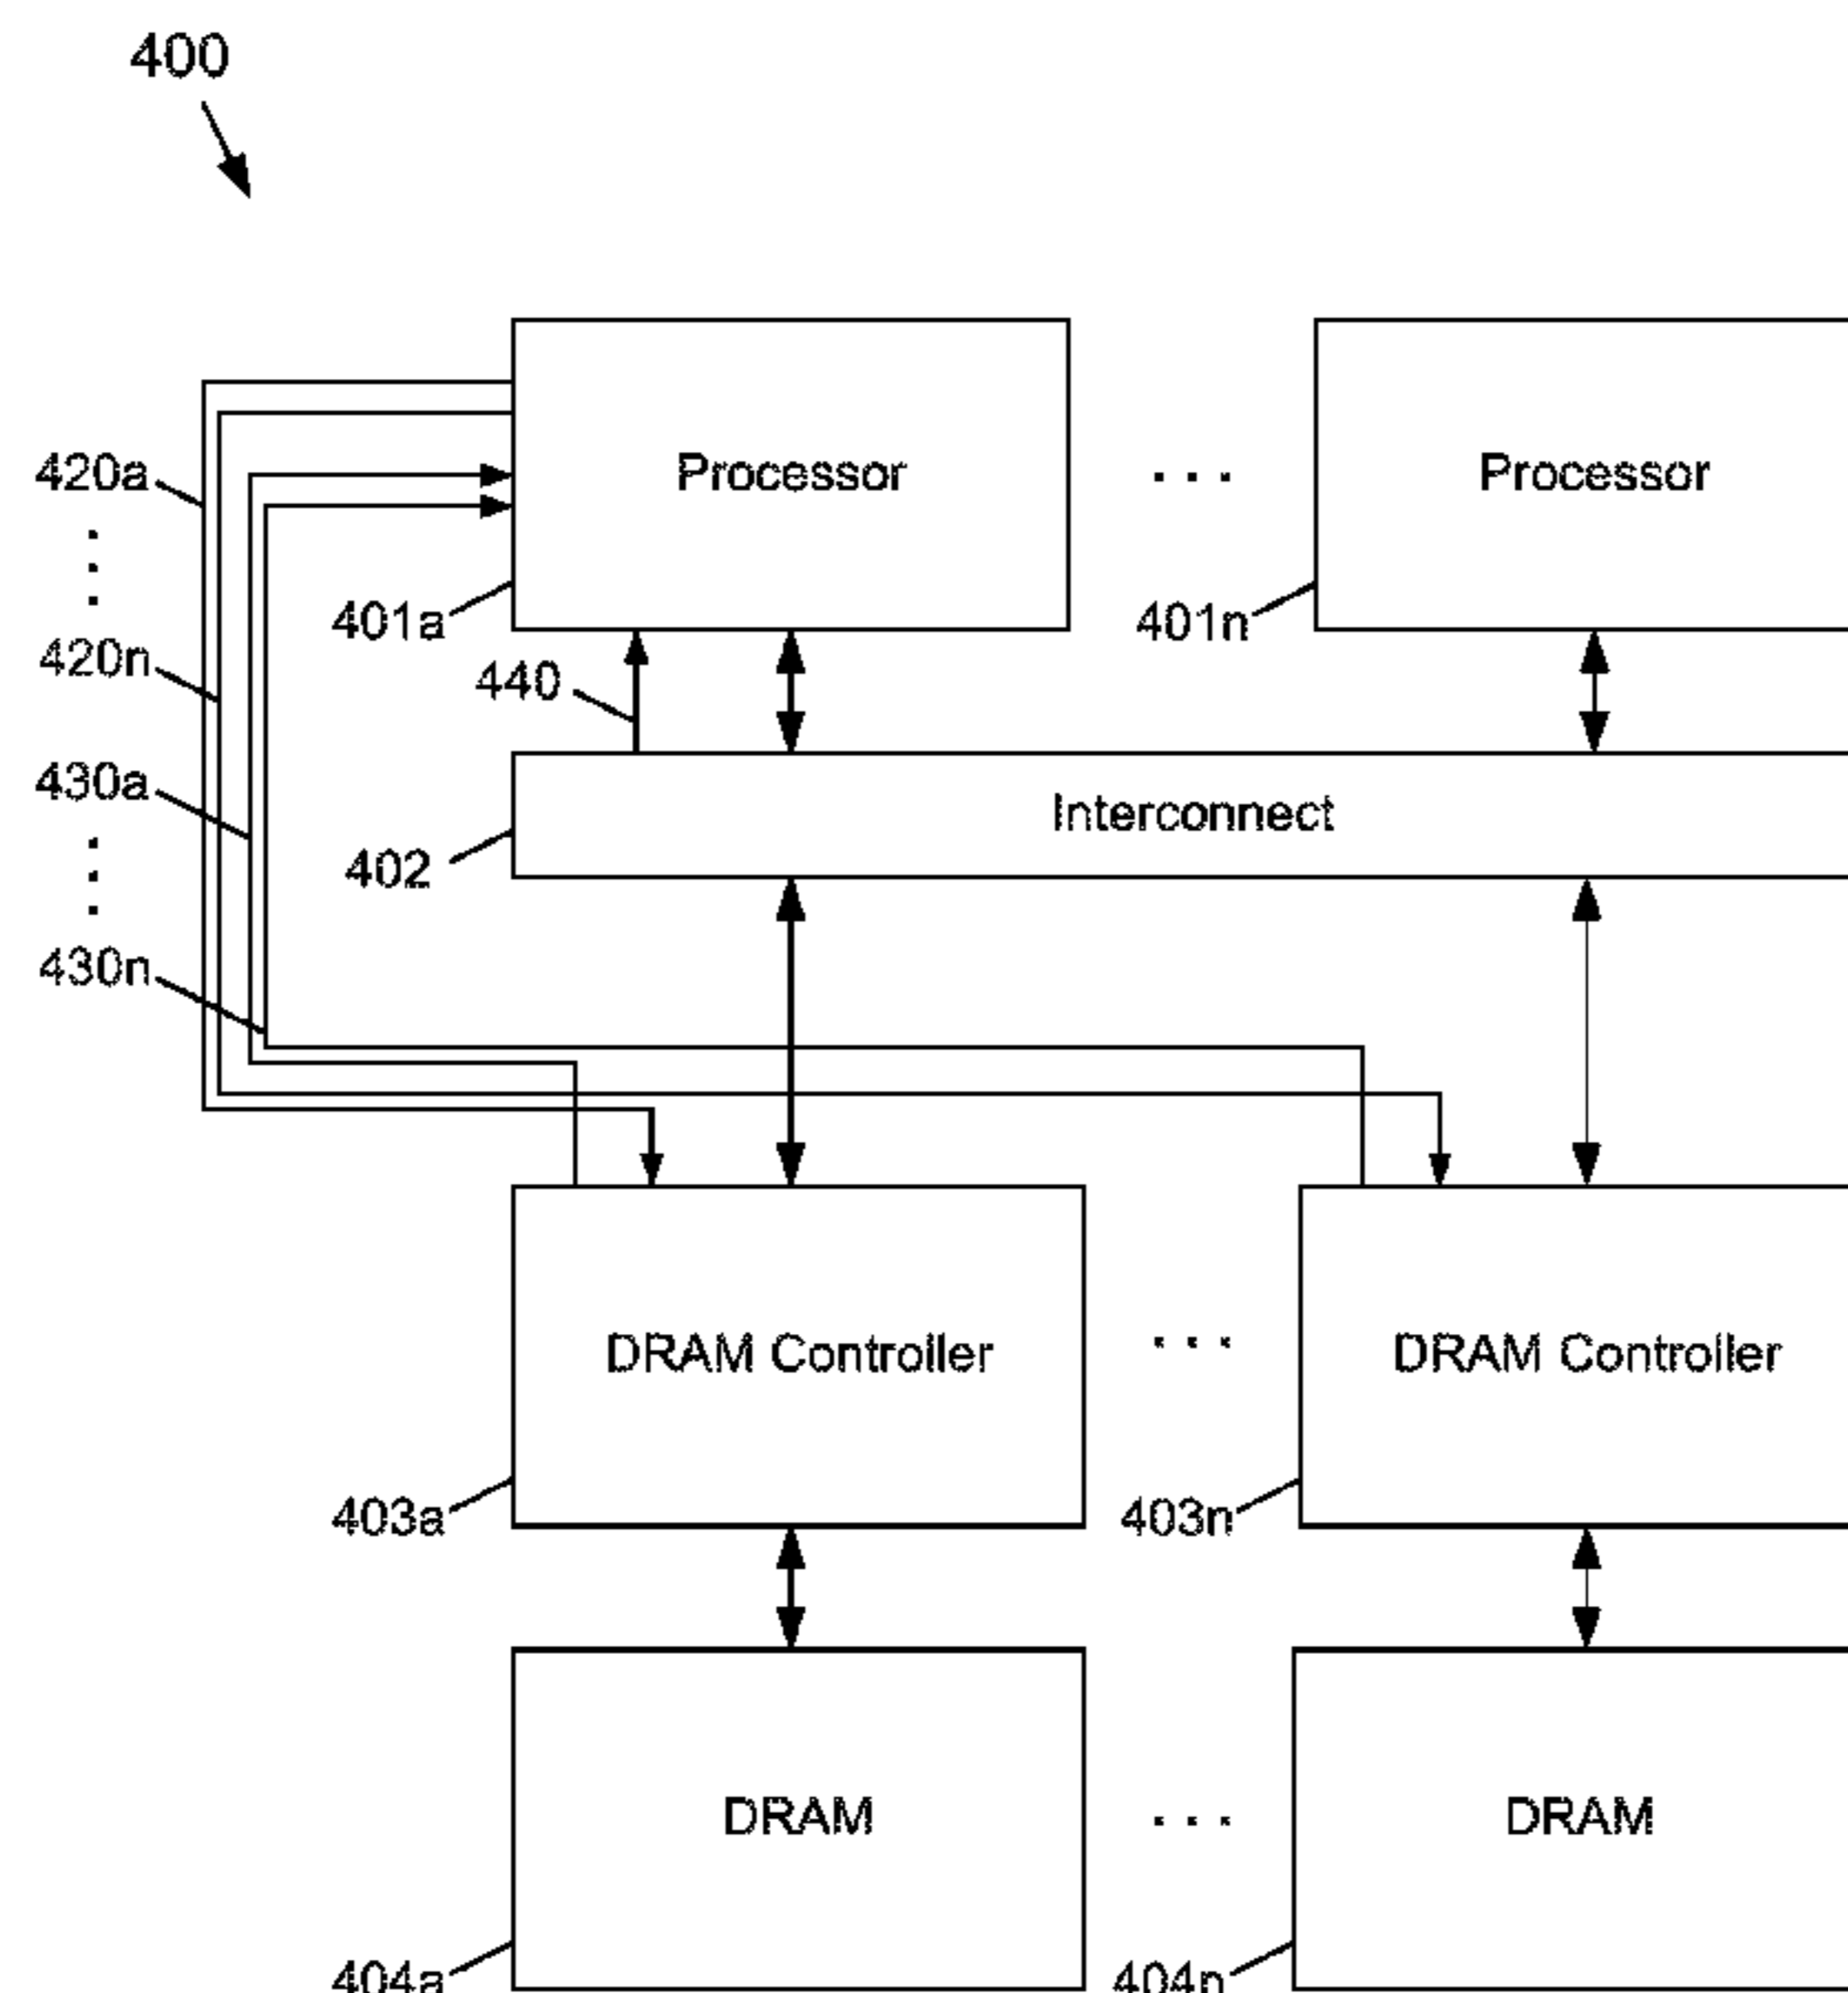 400
Processor
. . .
Processor
420a
401a
401n
420n
440
430a
Interconnect
402
430n
DRAM Controller
. . .
DRAM Controller
403a
403n
DRAM
. . .
DRAM
404a
404n